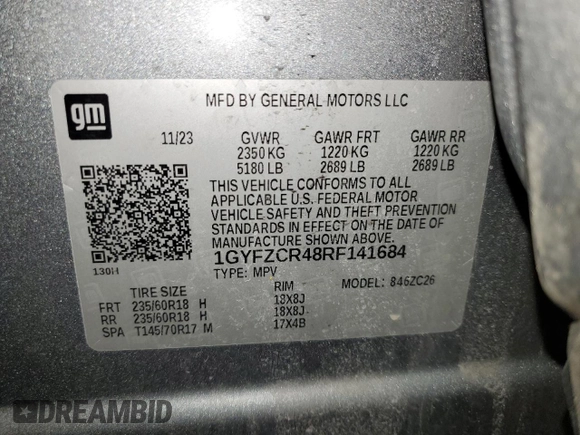 gm
MFD BY GENERAL MOTORS LLC
11/23 GVWR GAWR FRT GAWR RR
2350 KG 1220 KG 1220 KG
5180 LB 2689 LB 2689 LB
THIS VEHICLE CONFORMS TO ALL
APPLICABLE U.S. FEDERAL MOTOR
VEHICLE SAFETY AND THEFT PREVENTION
STANDARDS IN EFFECT ON THE DATE OF
MANUFACTURE SHOWN ABOVE.
1GYFZCR48RF141684
130H
TYPE: MPV MODEL: 846ZC26
TIRE SIZE RIM
FRT 235/60R18 H 18X8J
RR 235/60R18 H 18X8J
SPA T145/70R17 M 17X4B
DREAMBID